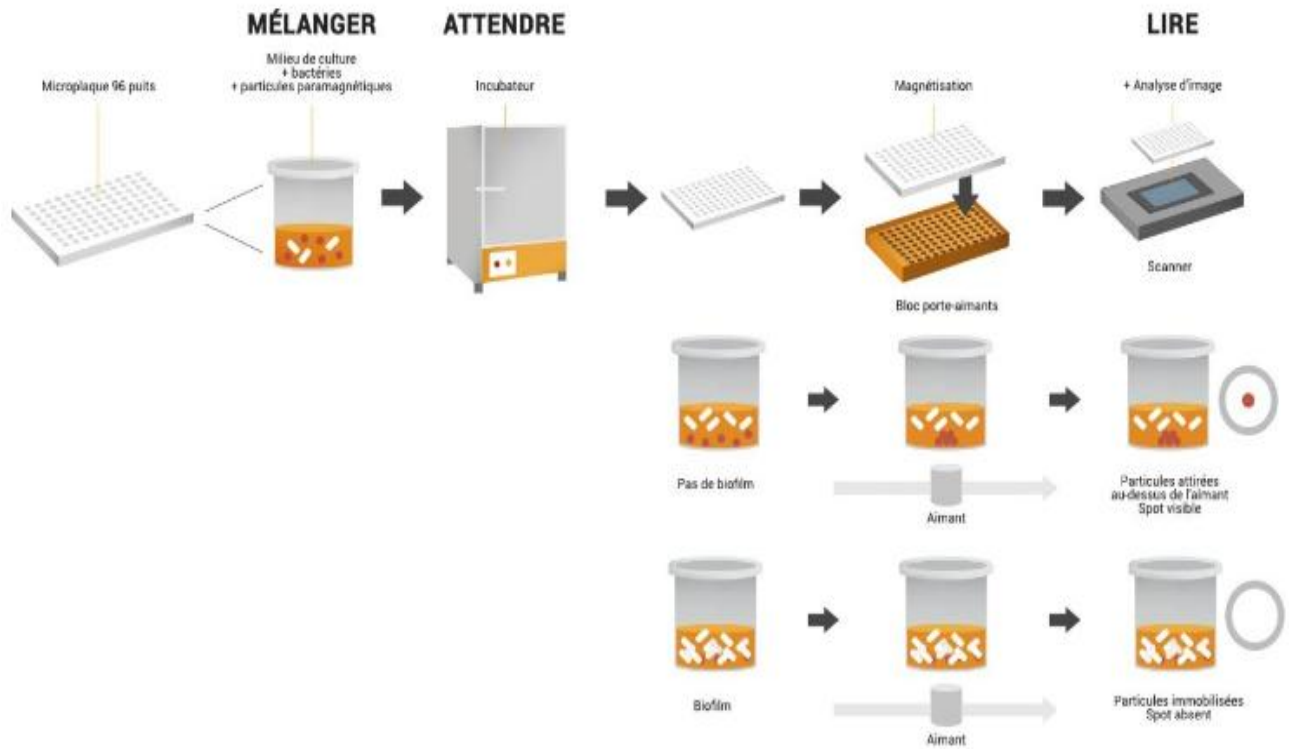 MÉLANGER
ATTENDRE
LIRE
Microplaque 96 puits
Milieu de culture
+ bactéries
+ particules paramagnétiques
Incubateur
Magnétisation
+ Analyse d'image
Bloc porte-aimants
Scanner
Pas de biofilm
Aimant
Particules attirées
au-dessus de l'aimant
Spot visible
Biofilm
Aimant
Particules immobilisées
Spot absent